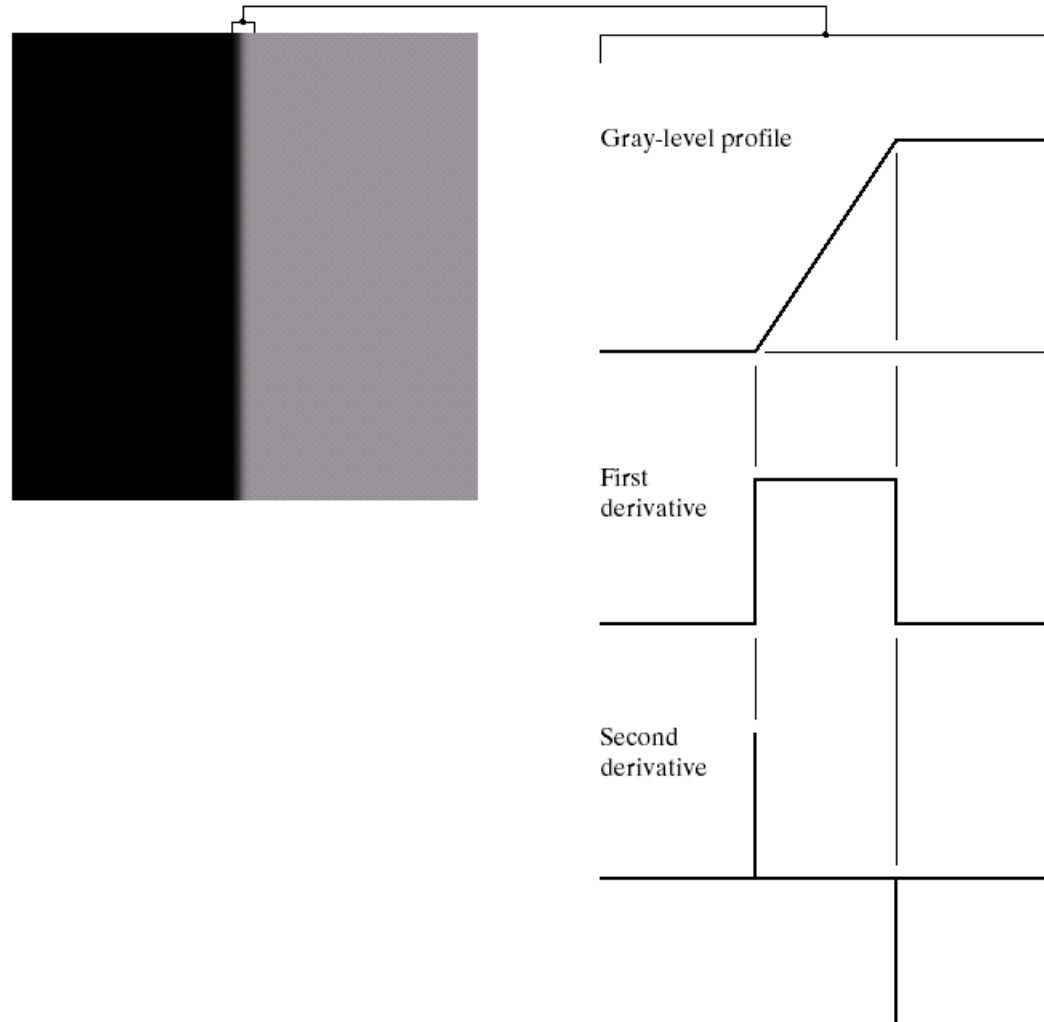 Gray-level profile
First
derivative
Second
derivative